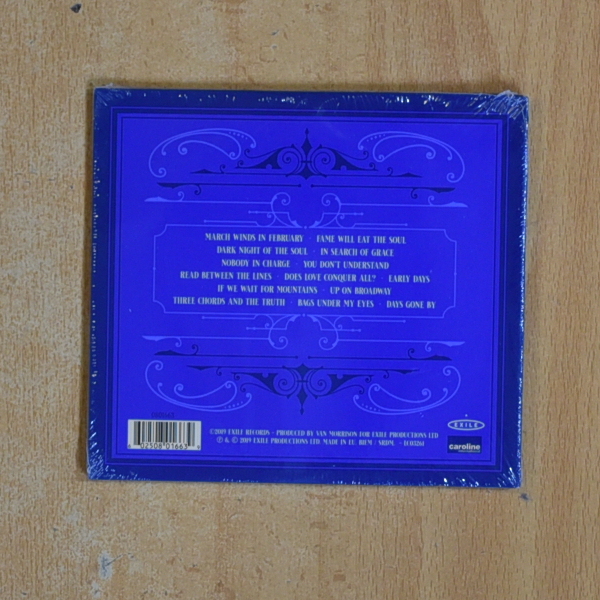 MARCH WINDS IN FEBRUARY · FAME WILL EAT THE SOUL
DARK NIGHT OF THE SOUL · IN SEARCH OF GRACE
NOBODY IN CHARGE · YOU DON'T UNDERSTAND
READ BETWEEN THE LINES · DOES LOVE CONQUER ALL? · EARLY DAYS
IF WE WAIT FOR MOUNTAINS · UP ON BROADWAY
THREE CHORDS AND THE TRUTH · BAGS UNDER MY EYES · DAYS GONE BY
©2019 EXILE RECORDS - PRODUCED BY VAN MORRISON FOR EXILE PRODUCTIONS LTD
℗ & © 2019 EXILE PRODUCTIONS LTD. MADE IN EU.
EXILE
caroline